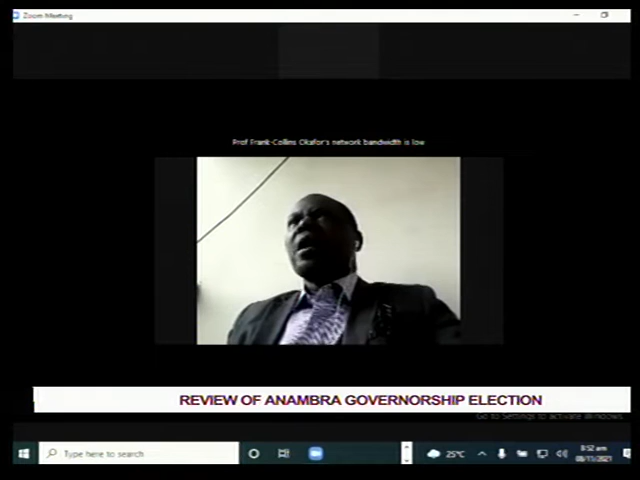 Zoom Meeting
Prof Frank-Collins Okafor's network bandwidth is low
REVIEW OF ANAMBRA GOVERNORSHIP ELECTION
Go to Settings to activate Windows.
Type here to search
25°C
8:52 am
08/11/2021